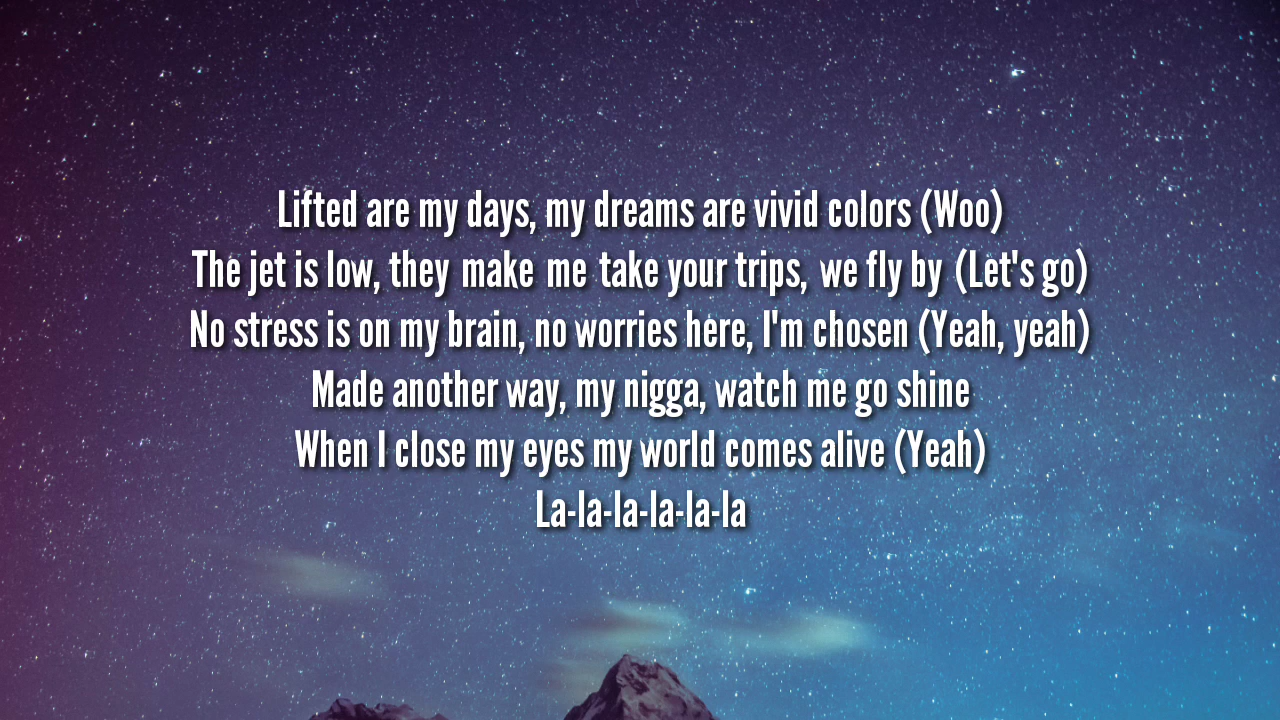 Lifted are my days, my dreams are vivid colors (Woo)
The jet is low, they make me take your trips, we fly by (Let's go)
No stress is on my brain, no worries here, I'm chosen (Yeah, yeah)
Made another way, my nigga, watch me go shine
When I close my eyes my world comes alive (Yeah)
La-la-la-la-la-la